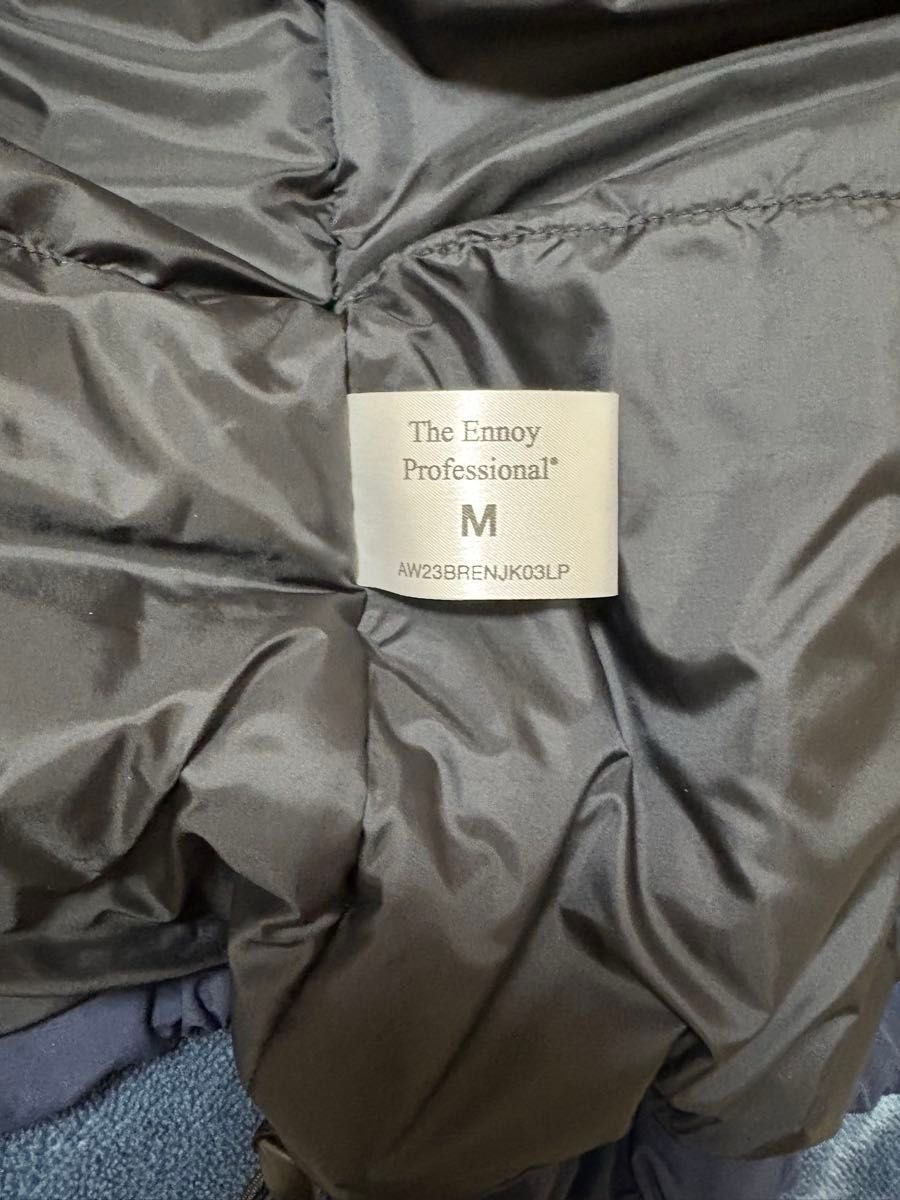 The Ennoy
Professional®
M
AW23BRENJK03LP